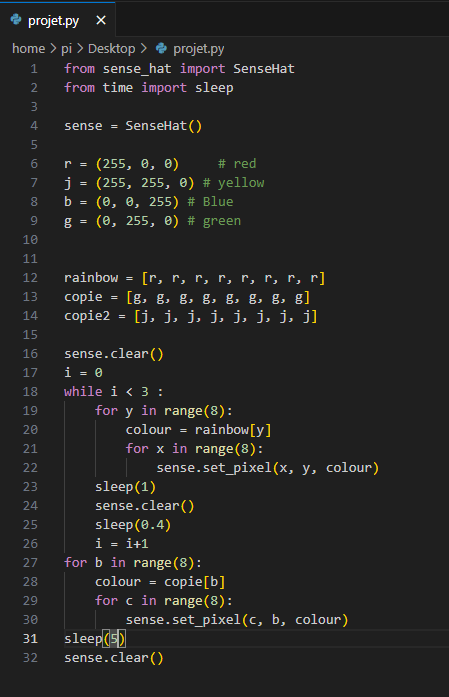 projet.py ×
home > pi > Desktop > projet.py
1 from sense_hat import SenseHat
2 from time import sleep
3
4 sense = SenseHat()
5
6 r = (255, 0, 0)     # red
7 j = (255, 255, 0) # yellow
8 b = (0, 0, 255) # Blue
9 g = (0, 255, 0) # green
10
11
12 rainbow = [r, r, r, r, r, r, r, r]
13 copie = [g, g, g, g, g, g, g, g]
14 copie2 = [j, j, j, j, j, j, j, j]
15
16 sense.clear()
17 i = 0
18 while i < 3 :
19     for y in range(8):
20         colour = rainbow[y]
21         for x in range(8):
22             sense.set_pixel(x, y, colour)
23     sleep(1)
24     sense.clear()
25     sleep(0.4)
26     i = i+1
27 for b in range(8):
28     colour = copie[b]
29     for c in range(8):
30         sense.set_pixel(c, b, colour)
31 sleep(5)
32 sense.clear()